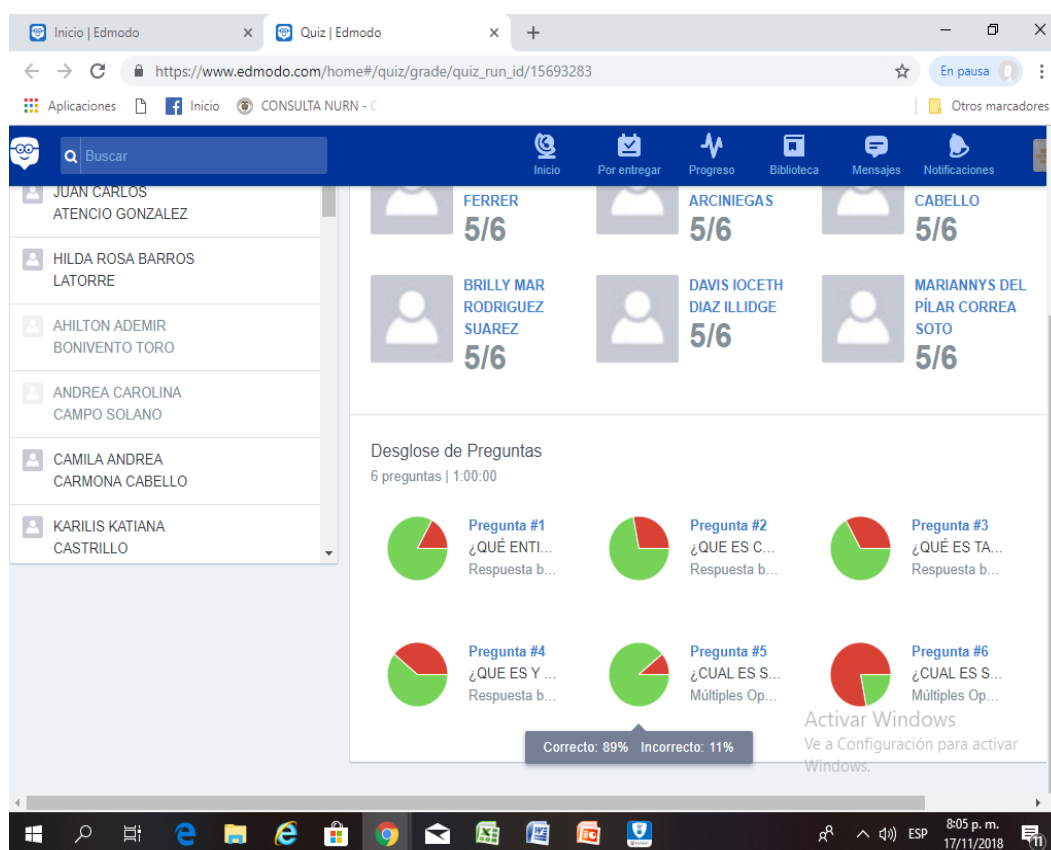 Inicio | Edmodo
Quiz | Edmodo
https://www.edmodo.com/home#/quiz/grade/quiz_run_id/15693283
En pausa
Aplicaciones
Inicio
CONSULTA NURN - C
Otros marcadores
Buscar
Inicio
Por entregar
Progreso
Biblioteca
Mensajes
Notificaciones
JUAN CARLOS
ATENCIO GONZALEZ
HILDA ROSA BARROS
LATORRE
AHILTON ADEMIR
BONIVENTO TORO
ANDREA CAROLINA
CAMPO SOLANO
CAMILA ANDREA
CARMONA CABELLO
KARILIS KATIANA
CASTRILLO
FERRER
5/6
ARCINIEGAS
5/6
CABELLO
5/6
BRILLY MAR
RODRIGUEZ
SUAREZ
5/6
DAVIS IOCETH
DIAZ ILLIDGE
5/6
MARIANNYS DEL
PÍLAR CORREA
SOTO
5/6
Desglose de Preguntas
6 preguntas | 1:00:00
Pregunta #1
¿QUÉ ENTI...
Respuesta b...
Pregunta #2
¿QUE ES C...
Respuesta b...
Pregunta #3
¿QUÉ ES TA...
Respuesta b...
Pregunta #4
¿QUE ES Y ...
Respuesta b...
Pregunta #5
¿CUAL ES S...
Múltiples Op...
Pregunta #6
¿CUAL ES S...
Múltiples Op...
Correcto: 89% Incorrecto: 11%
Activar Windows
Ve a Configuración para activar
Windows.
ESP
8:05 p. m.
17/11/2018
11